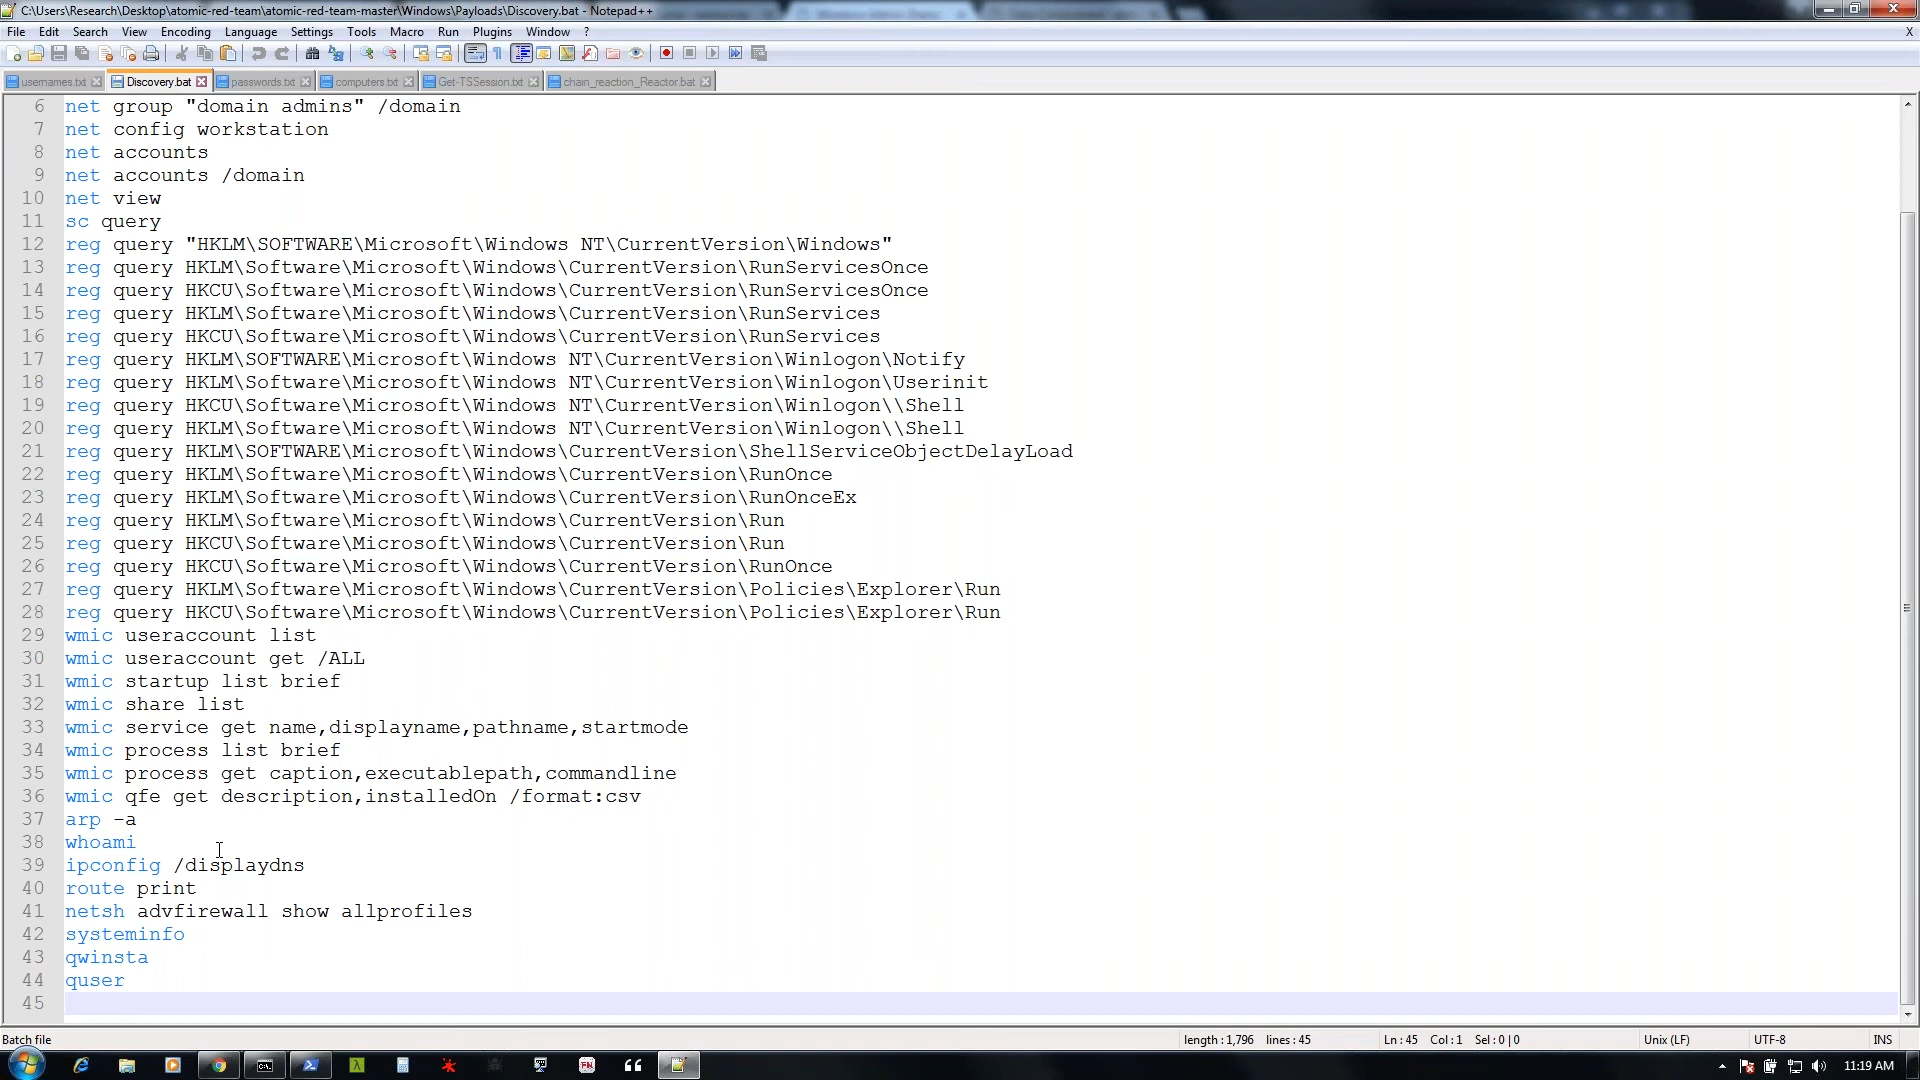 C:\Users\Research\Desktop\atomic-red-team\atomic-red-team-master\Windows\Payloads\Discovery.bat - Notepad++
File Edit Search View Encoding Language Settings Tools Macro Run Plugins Window ? X
usernames.txt Discovery.bat passwords.txt computers.txt Get-TSSession.txt chain_reaction_Reactor.bat
6 net group "domain admins" /domain
7 net config workstation
8 net accounts
9 net accounts /domain
10 net view
11 sc query
12 reg query "HKLM\SOFTWARE\Microsoft\Windows NT\CurrentVersion\Windows"
13 reg query HKLM\Software\Microsoft\Windows\CurrentVersion\RunServicesOnce
14 reg query HKCU\Software\Microsoft\Windows\CurrentVersion\RunServicesOnce
15 reg query HKLM\Software\Microsoft\Windows\CurrentVersion\RunServices
16 reg query HKCU\Software\Microsoft\Windows\CurrentVersion\RunServices
17 reg query HKLM\SOFTWARE\Microsoft\Windows NT\CurrentVersion\Winlogon\Notify
18 reg query HKLM\Software\Microsoft\Windows NT\CurrentVersion\Winlogon\Userinit
19 reg query HKCU\Software\Microsoft\Windows NT\CurrentVersion\Winlogon\\Shell
20 reg query HKLM\Software\Microsoft\Windows NT\CurrentVersion\Winlogon\\Shell
21 reg query HKLM\SOFTWARE\Microsoft\Windows\CurrentVersion\ShellServiceObjectDelayLoad
22 reg query HKLM\Software\Microsoft\Windows\CurrentVersion\RunOnce
23 reg query HKLM\Software\Microsoft\Windows\CurrentVersion\RunOnceEx
24 reg query HKLM\Software\Microsoft\Windows\CurrentVersion\Run
25 reg query HKCU\Software\Microsoft\Windows\CurrentVersion\Run
26 reg query HKCU\Software\Microsoft\Windows\CurrentVersion\RunOnce
27 reg query HKLM\Software\Microsoft\Windows\CurrentVersion\Policies\Explorer\Run
28 reg query HKCU\Software\Microsoft\Windows\CurrentVersion\Policies\Explorer\Run
29 wmic useraccount list
30 wmic useraccount get /ALL
31 wmic startup list brief
32 wmic share list
33 wmic service get name,displayname,pathname,startmode
34 wmic process list brief
35 wmic process get caption,executablepath,commandline
36 wmic qfe get description,installedOn /format:csv
37 arp -a
38 whoami
39 ipconfig /displaydns
40 route print
41 netsh advfirewall show allprofiles
42 systeminfo
43 qwinsta
44 quser
45
Batch file length : 1,796 lines : 45 Ln : 45 Col : 1 Sel : 0 | 0 Unix (LF) UTF-8 INS
11:19 AM